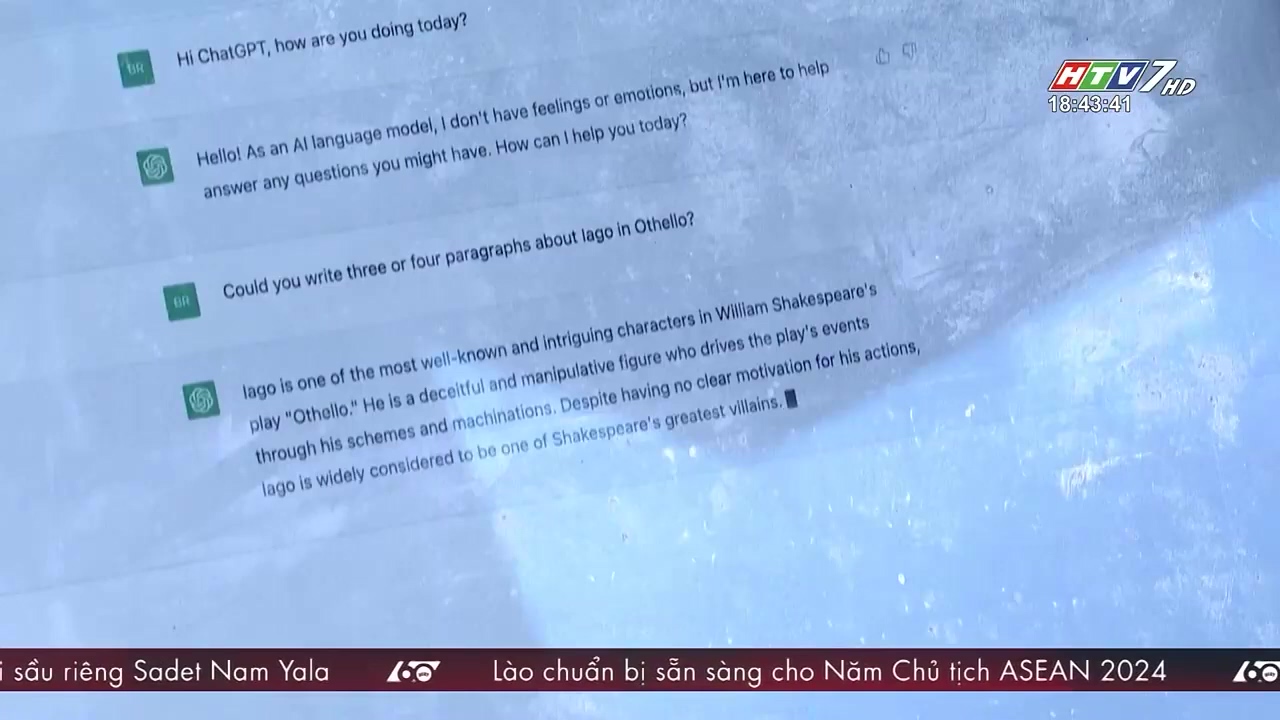 Hi ChatGPT, how are you doing today?
GR
Hello! As an AI language model, I don't have feelings or emotions, but I'm here to help
answer any questions you might have. How can I help you today?
HTV7 HD
18:43:41
Could you write three or four paragraphs about Iago in Othello?
GR
Iago is one of the most well-known and intriguing characters in William Shakespeare's
play "Othello." He is a deceitful and manipulative figure who drives the play's events
through his schemes and machinations. Despite having no clear motivation for his actions,
Iago is widely considered to be one of Shakespeare's greatest villains.
i sầu riêng Sadet Nam Yala 60 giây Lào chuẩn bị sẵn sàng cho Năm Chủ tịch ASEAN 2024 60 giây